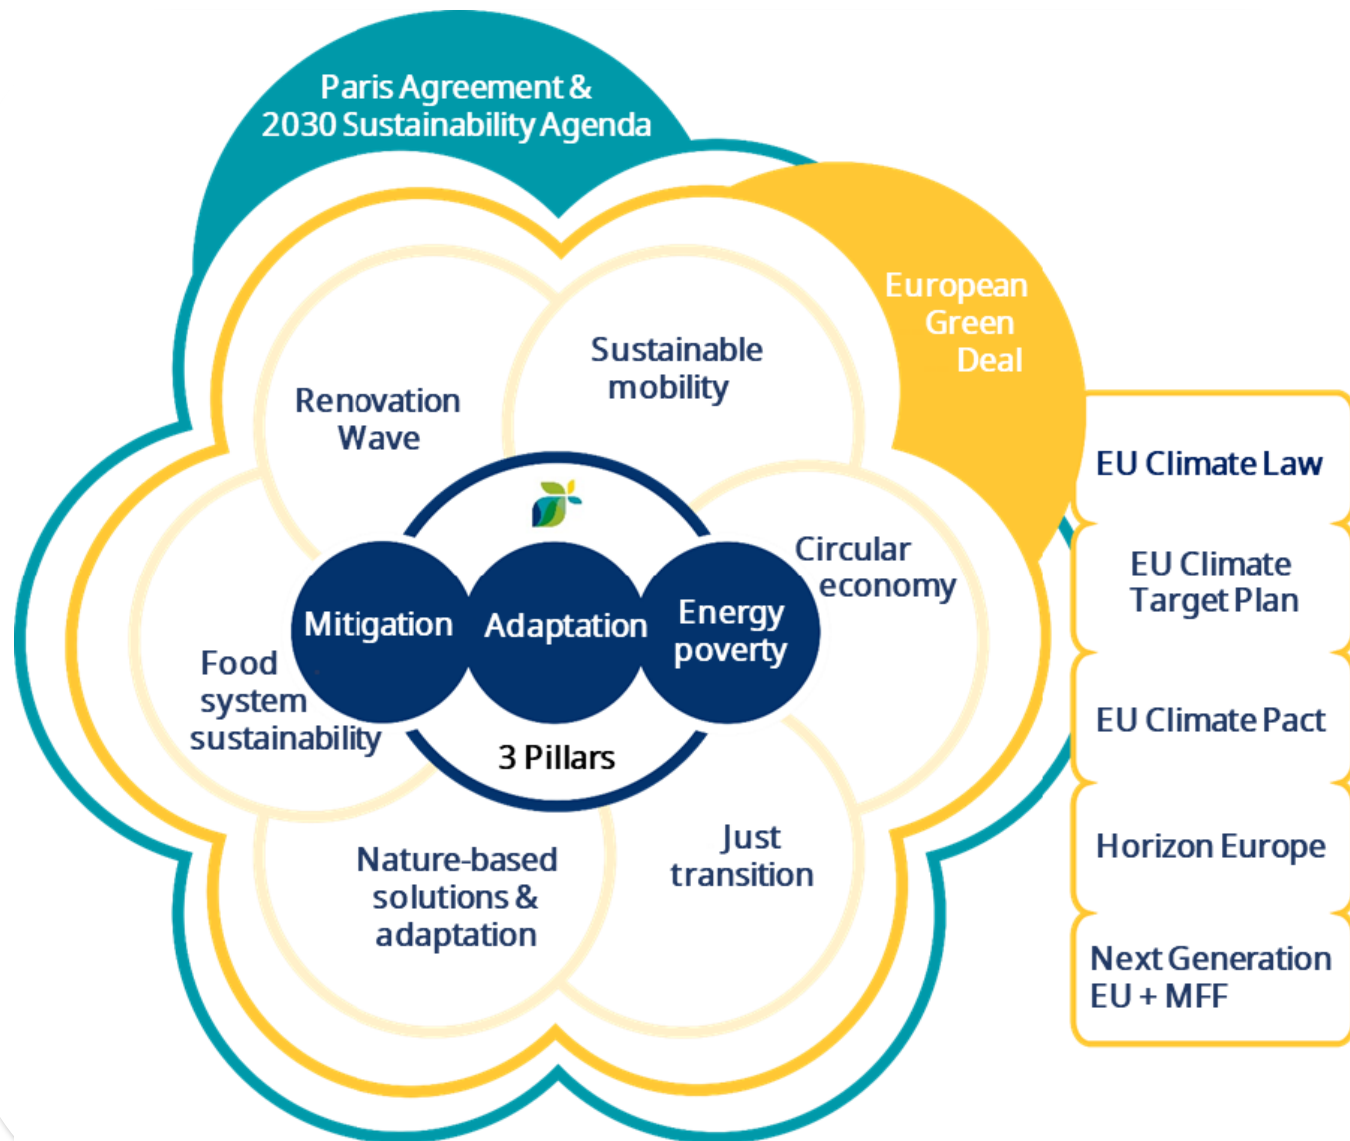 Paris Agreement &
2030 Sustainability Agenda
European
Green
Deal
Sustainable
mobility
Renovation
Wave
EU Climate Law
Circular
economy
EU Climate
Target Plan
Mitigation
Adaptation
Energy
poverty
Food
system
sustainability
3 Pillars
EU Climate Pact
Nature-based
solutions &
adaptation
Just
transition
Horizon Europe
Next Generation
EU + MFF